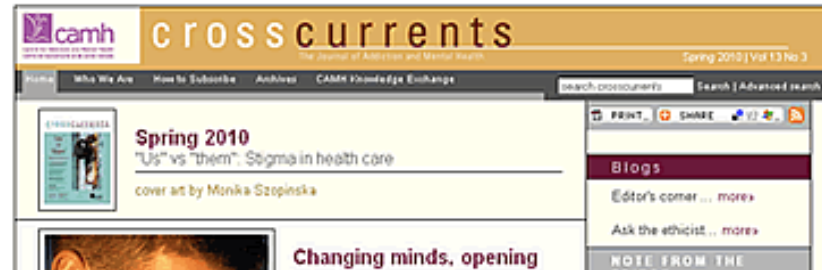 camh
crosscurrents
The Journal of Addiction and Mental Health
Spring 2010 | Vol 13 No 3
Home Who We Are How to Subscribe Archives CAMH Knowledge Exchange
search crosscurrents Search | Advanced search
PRINT SHARE
CROSSCURRENTS
Spring 2010
"Us" vs "them": Stigma in health care
cover art by Monika Szopinska
Blogs
Editor's corner ... more»
Ask the ethicist... more»
Changing minds, opening
NOTE FROM THE